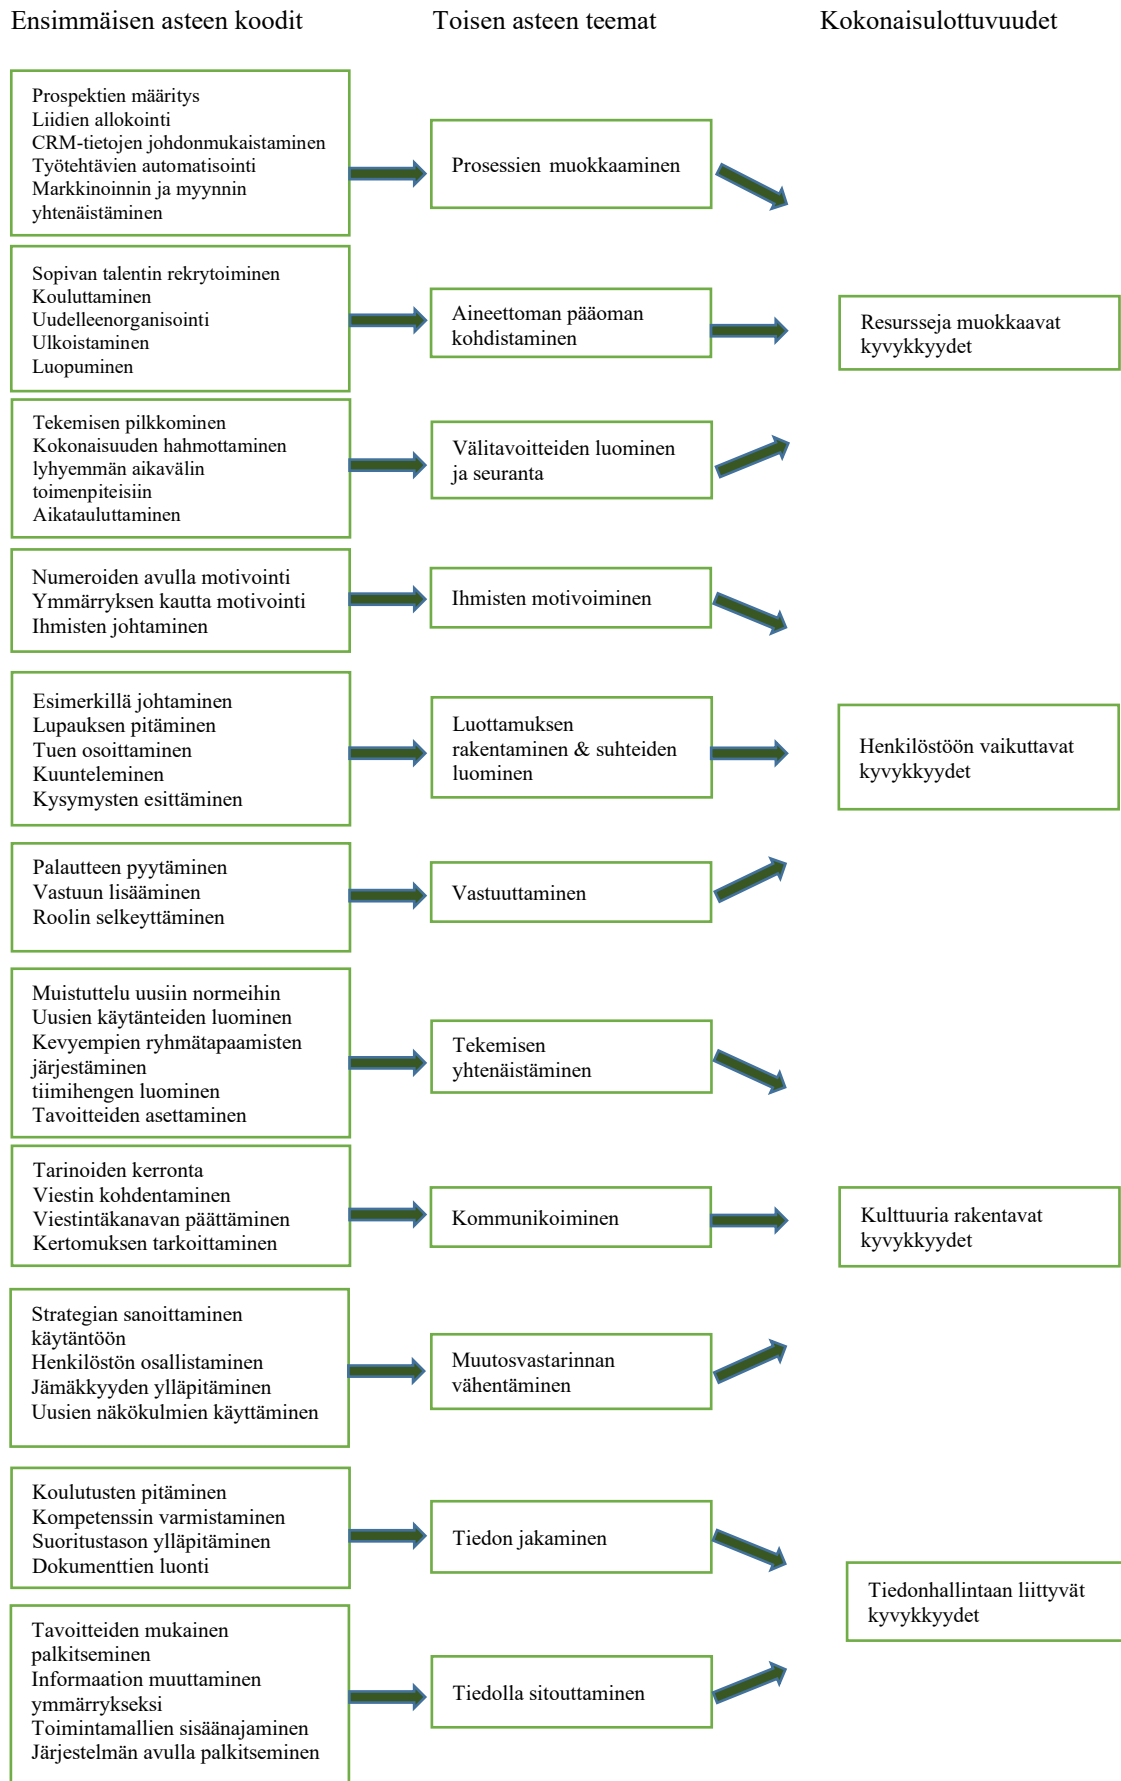 Ensimmäisen asteen koodit
Toisen asteen teemat
Kokonaisulottuvuudet
Prospektien määritys
Liidien allokointi
CRM-tietojen johdonmukaistaminen
Työtehtävien automatisointi
Markkinoinnin ja myynnin
yhtenäistäminen
Prosessien muokkaaminen
Sopivan talentin rekrytoiminen
Kouluttaminen
Uudelleenorganisointi
Ulkoistaminen
Luopuminen
Aineettoman pääoman
kohdistaminen
Resursseja muokkaavat
kyvykkyydet
Tekemisen pilkkominen
Kokonaisuuden hahmottaminen
lyhyemmän aikavälin
toimenpiteisiin
Aikatauluttaminen
Välitavoitteiden luominen
ja seuranta
Numeroiden avulla motivointi
Ymmärryksen kautta motivointi
Ihmisten johtaminen
Ihmisten motivoiminen
Esimerkillä johtaminen
Lupauksen pitäminen
Tuen osoittaminen
Kuunteleminen
Kysymysten esittäminen
Luottamuksen
rakentaminen & suhteiden
luominen
Henkilöstöön vaikuttavat
kyvykkyydet
Palautteen pyytäminen
Vastuun lisääminen
Roolin selkeyttäminen
Vastuuttaminen
Muistuttelu uusiin normeihin
Uusien käytänteiden luominen
Kevyempien ryhmätapaamisten
järjestäminen
tiimihengen luominen
Tavoitteiden asettaminen
Tekemisen
yhtenäistäminen
Tarinoiden kerronta
Viestin kohdentaminen
Viestintäkanavan päättäminen
Kertomuksen tarkoittaminen
Kommunikoiminen
Kulttuuria rakentavat
kyvykkyydet
Strategian sanoittaminen
käytäntöön
Henkilöstön osallistaminen
Jämäkkyyden ylläpitäminen
Uusien näkökulmien käyttäminen
Muutosvastarinnan
vähentäminen
Koulutusten pitäminen
Kompetenssin varmistaminen
Suoritustason ylläpitäminen
Dokumenttien luonti
Tiedon jakaminen
Tiedonhallintaan liittyvät
kyvykkyydet
Tavoitteiden mukainen
palkitseminen
Informaation muuttaminen
ymmärrykseksi
Toimintamallien sisäänajaminen
Järjestelmän avulla palkitseminen
Tiedolla sitouttaminen